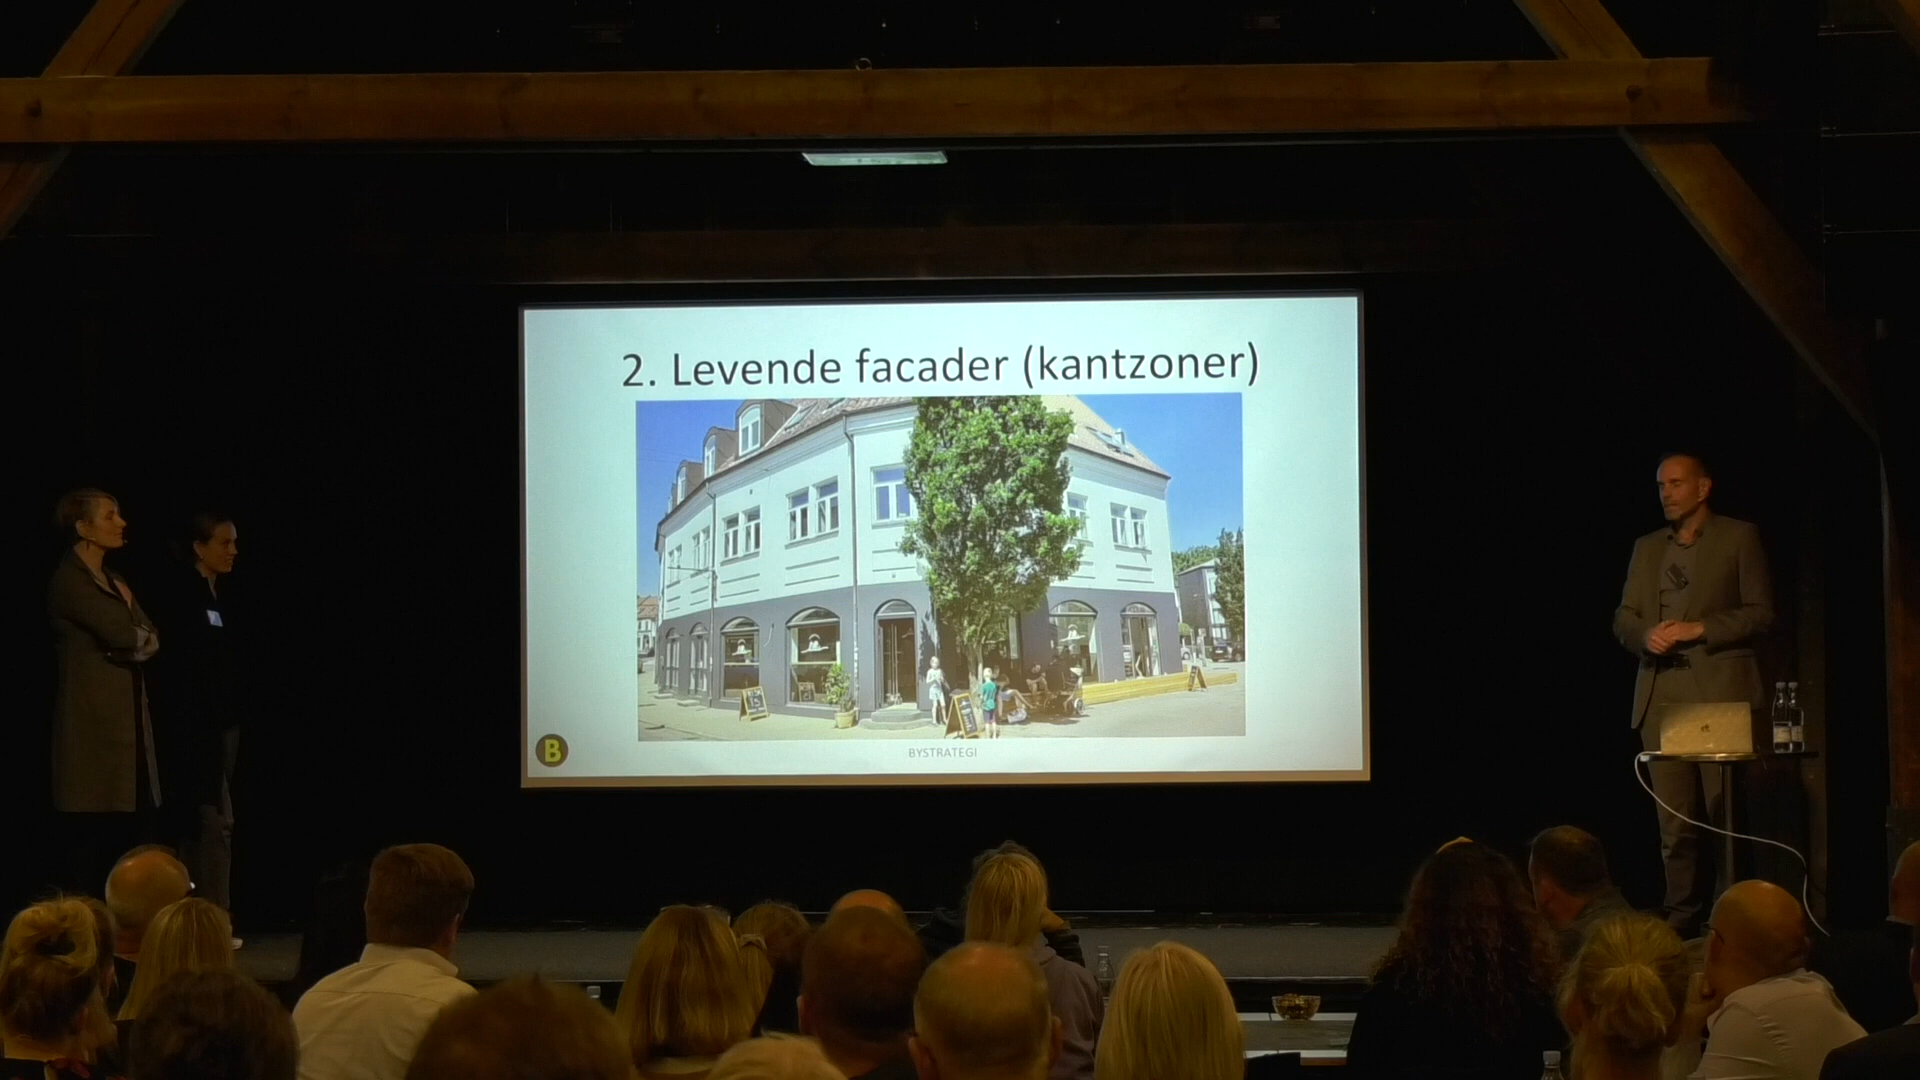 2. Levende facader (kantzoner)
B
BYSTRATEGI